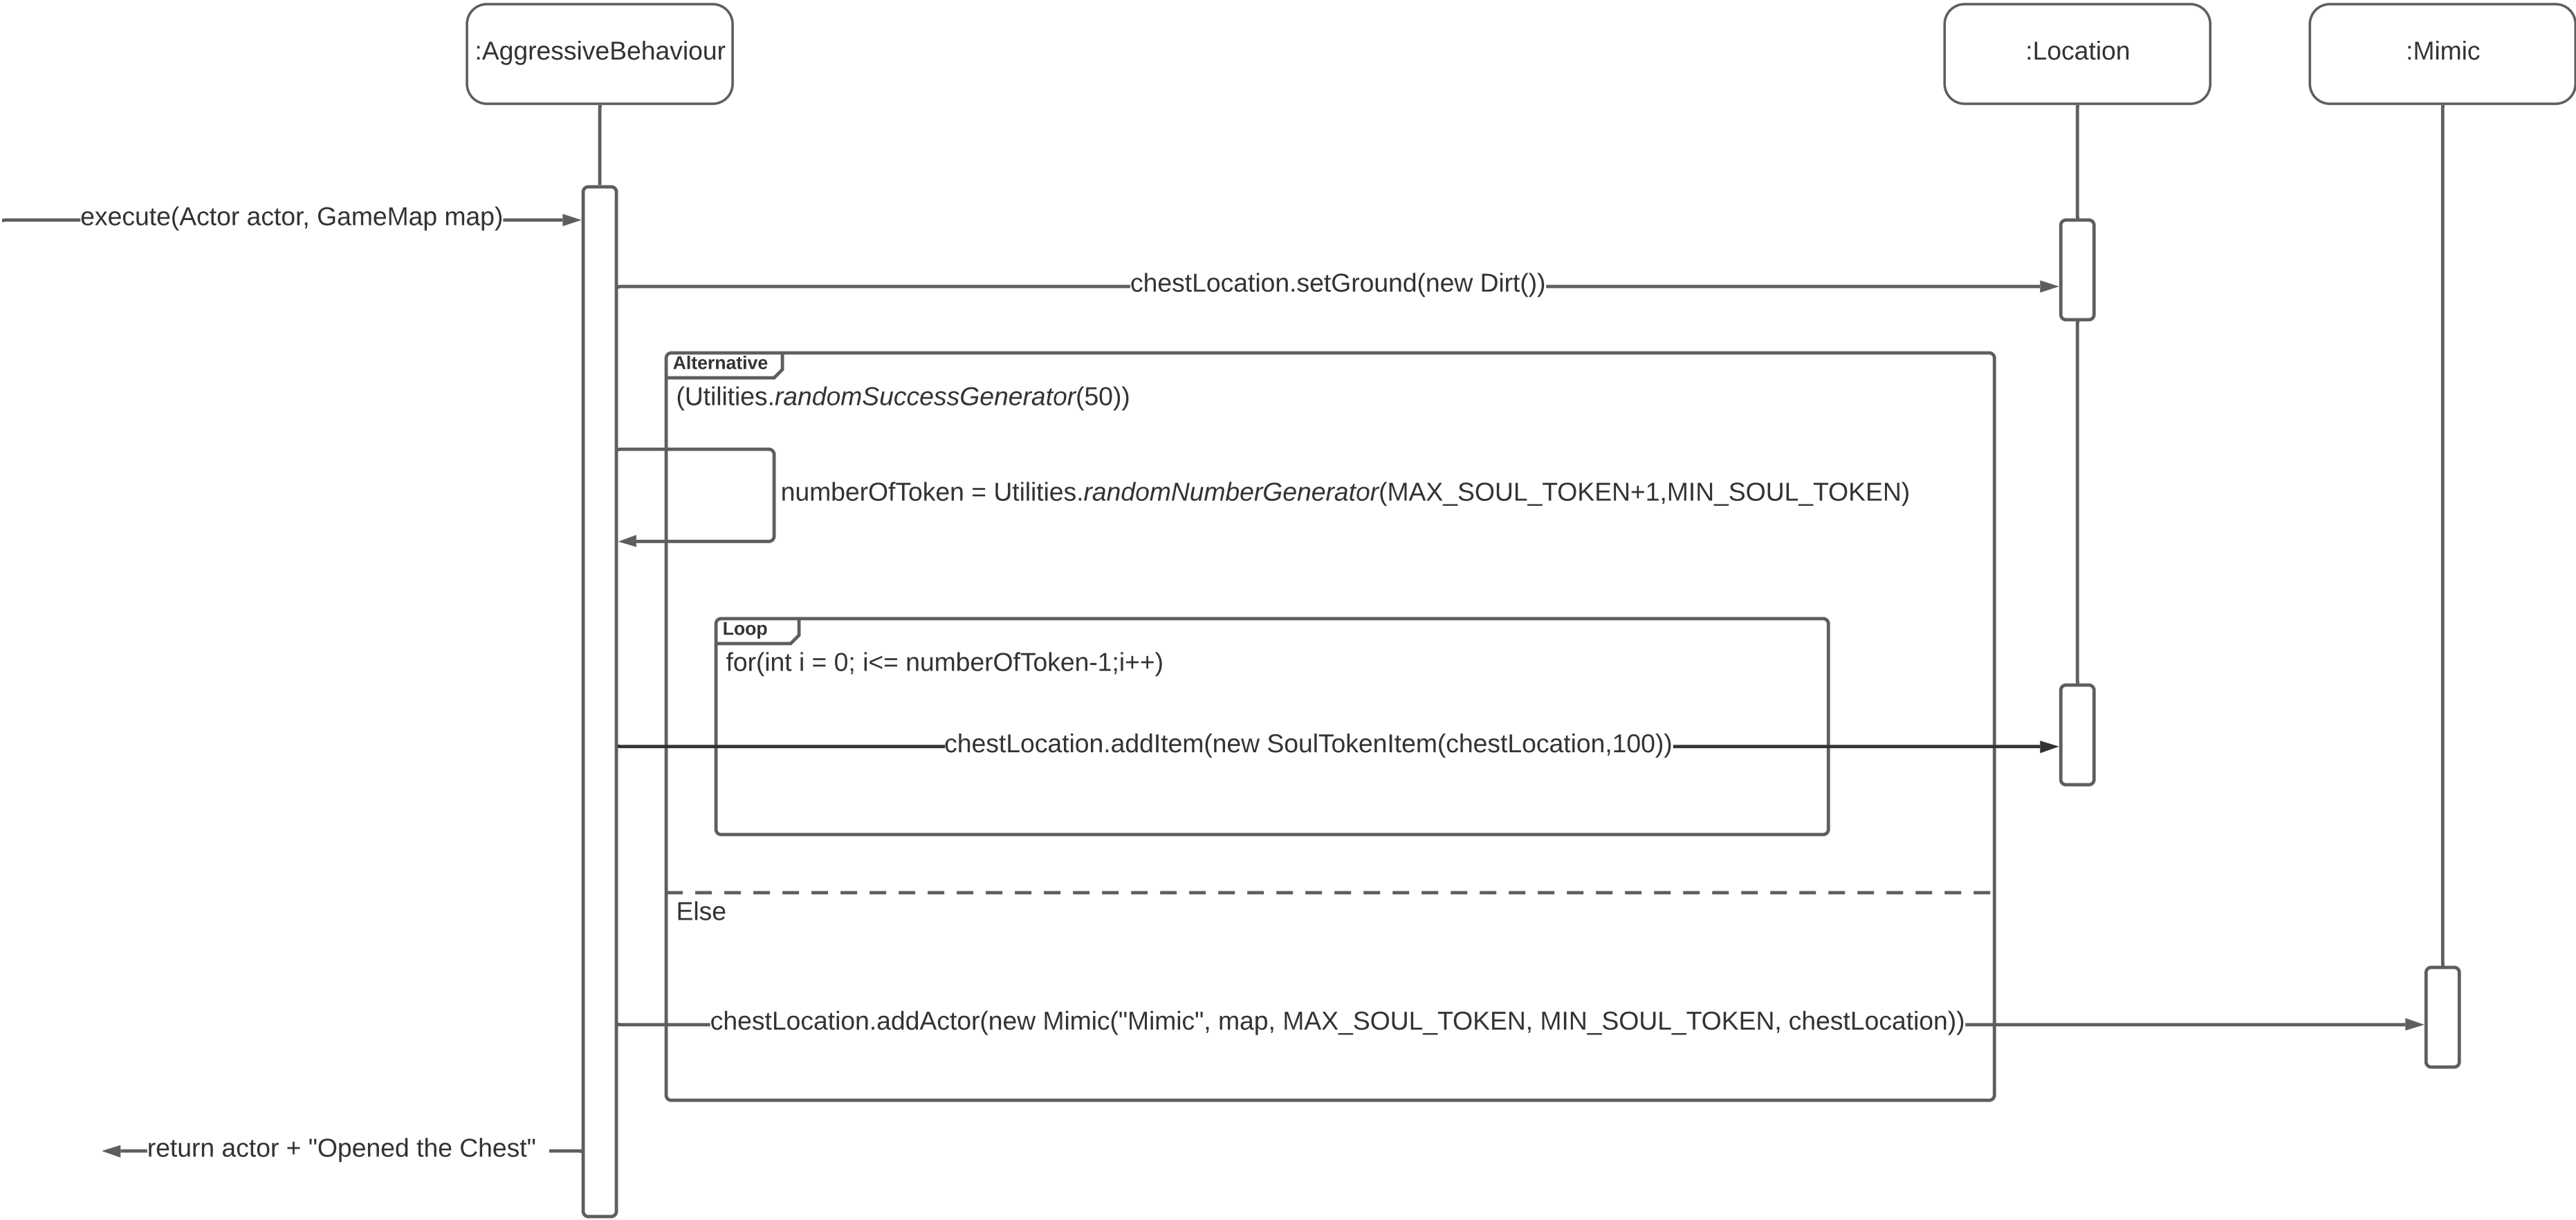 :AggressiveBehaviour
:Location
:Mimic
execute(Actor actor, GameMap map)
chestLocation.setGround(new Dirt())
Alternative
(Utilities.randomSuccessGenerator(50))
numberOfToken = Utilities.randomNumberGenerator(MAX_SOUL_TOKEN+1,MIN_SOUL_TOKEN)
Loop
for(int i = 0; i<= numberOfToken-1;i++)
chestLocation.addItem(new SoulTokenItem(chestLocation,100))
Else
chestLocation.addActor(new Mimic("Mimic", map, MAX_SOUL_TOKEN, MIN_SOUL_TOKEN, chestLocation))
return actor + "Opened the Chest"